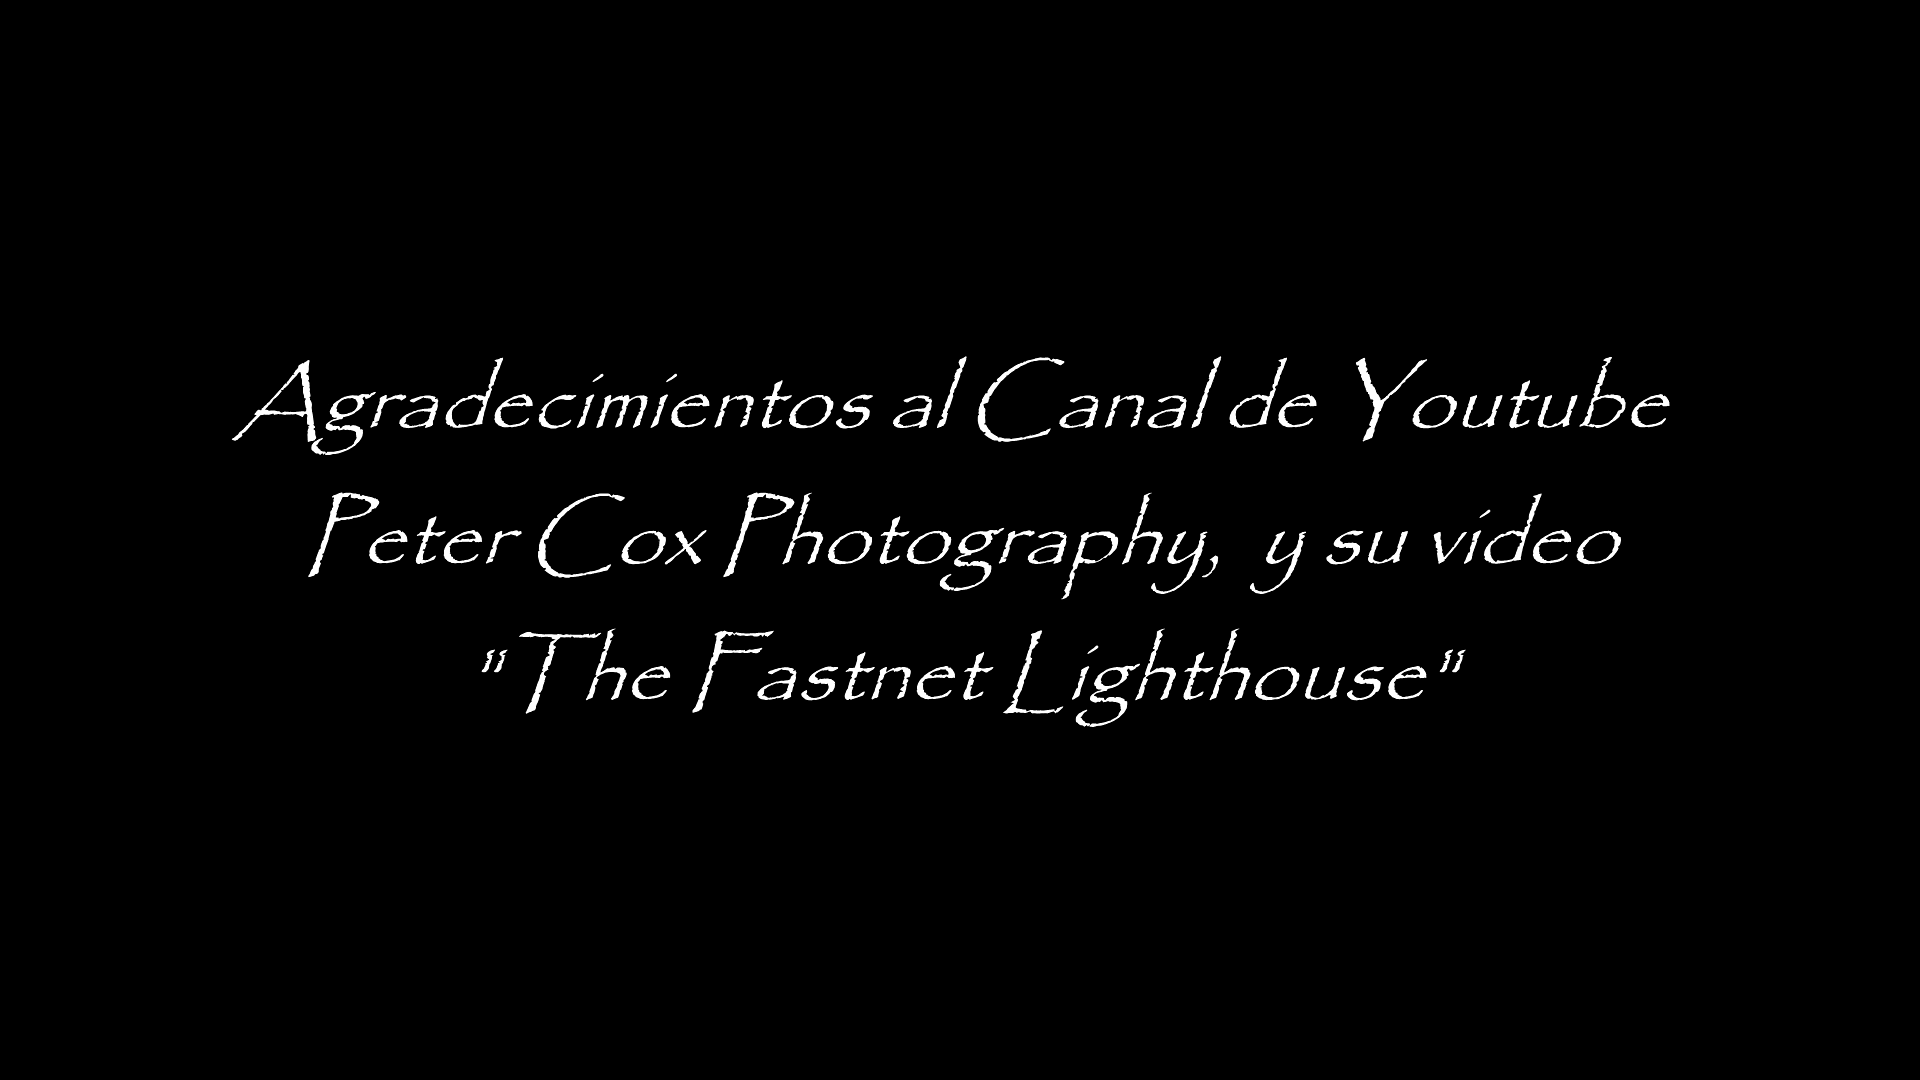 Agradecimientos al Canal de Youtube
Peter Cox Photography, y su video
"The Fastnet Lighthouse"